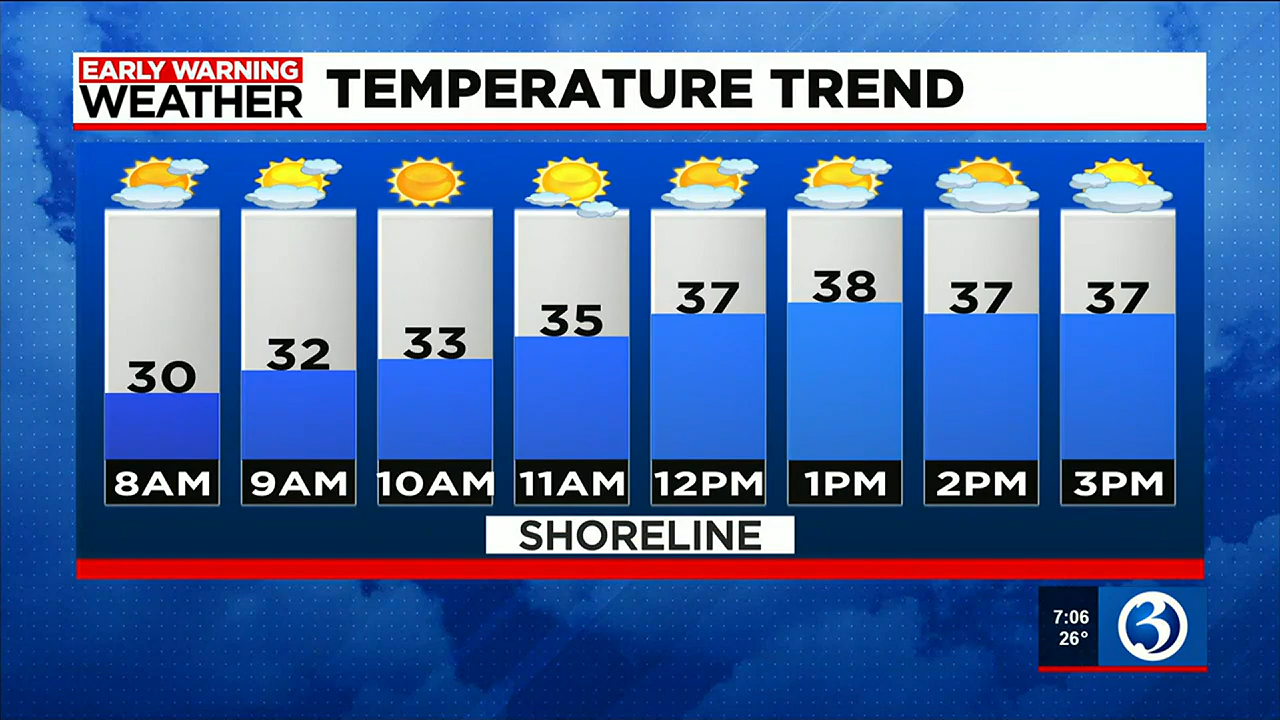 EARLY WARNING
WEATHER
TEMPERATURE TREND
30 32 33 35 37 38 37 37
8AM 9AM 10AM 11AM 12PM 1PM 2PM 3PM
SHORELINE
7:06
26°
3